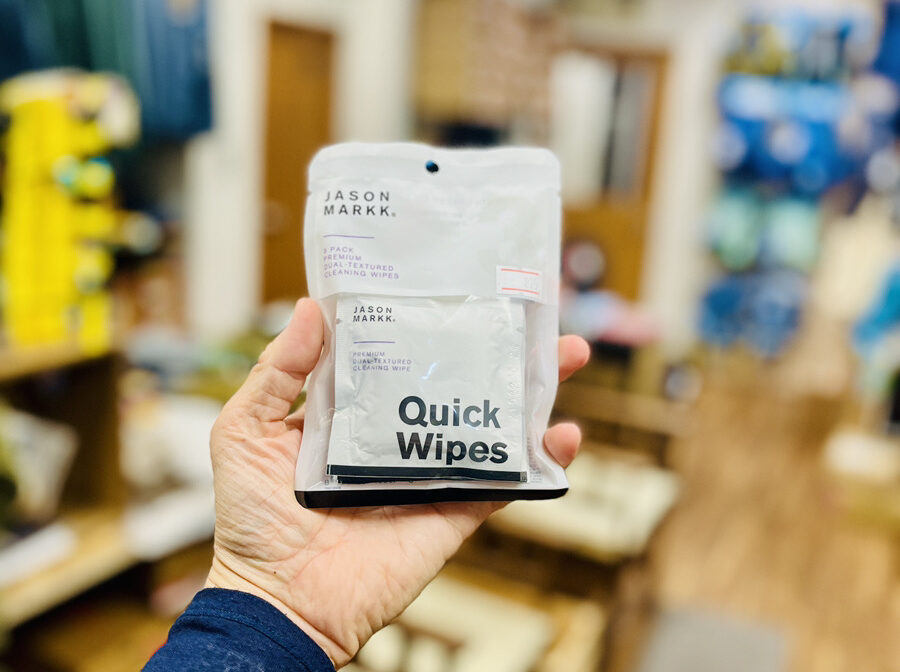 JASON
MARKK®
3 PACK
PREMIUM
DUAL-TEXTURED
CLEANING WIPES
JASON
MARKK®
PREMIUM
DUAL-TEXTURED
CLEANING WIPE
Quick
Wipes